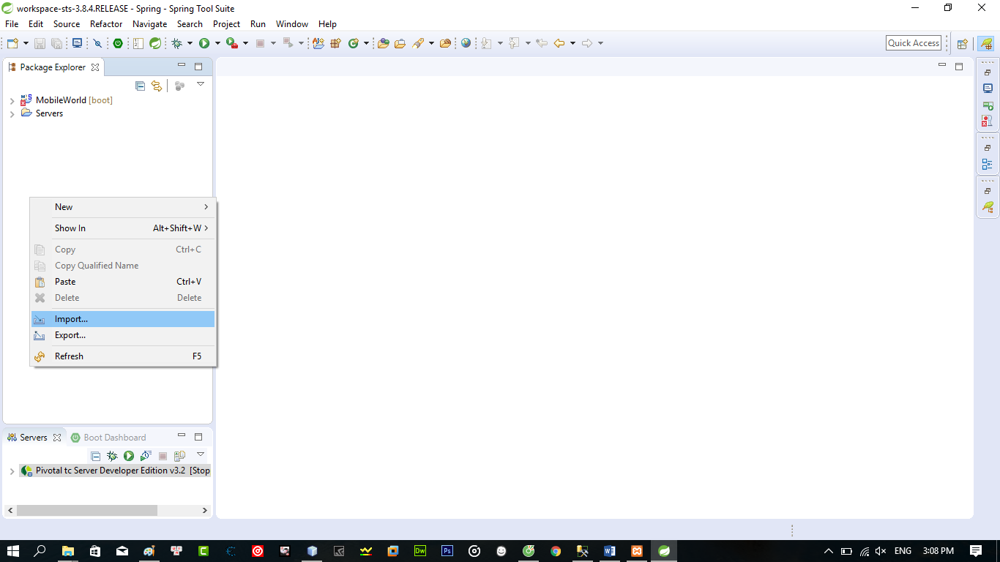 workspace-sts-3.8.4.RELEASE - Spring - Spring Tool Suite
File Edit Source Refactor Navigate Search Project Run Window Help
Quick Access
Package Explorer
MobileWorld [boot]
Servers
New
Show In Alt+Shift+W
Copy Ctrl+C
Copy Qualified Name
Paste Ctrl+V
Delete Delete
Import...
Export...
Refresh F5
Servers Boot Dashboard
Pivotal tc Server Developer Edition v3.2 [Stop
Dw Ps ENG 3:08 PM